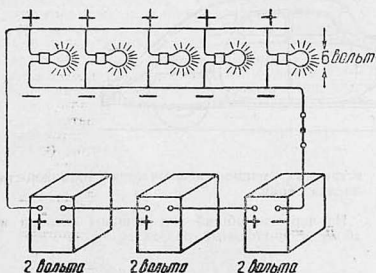 + + + + +
6 вольт
— — — — —
+ — + — + —
2 вольта 2 вольта 2 вольта